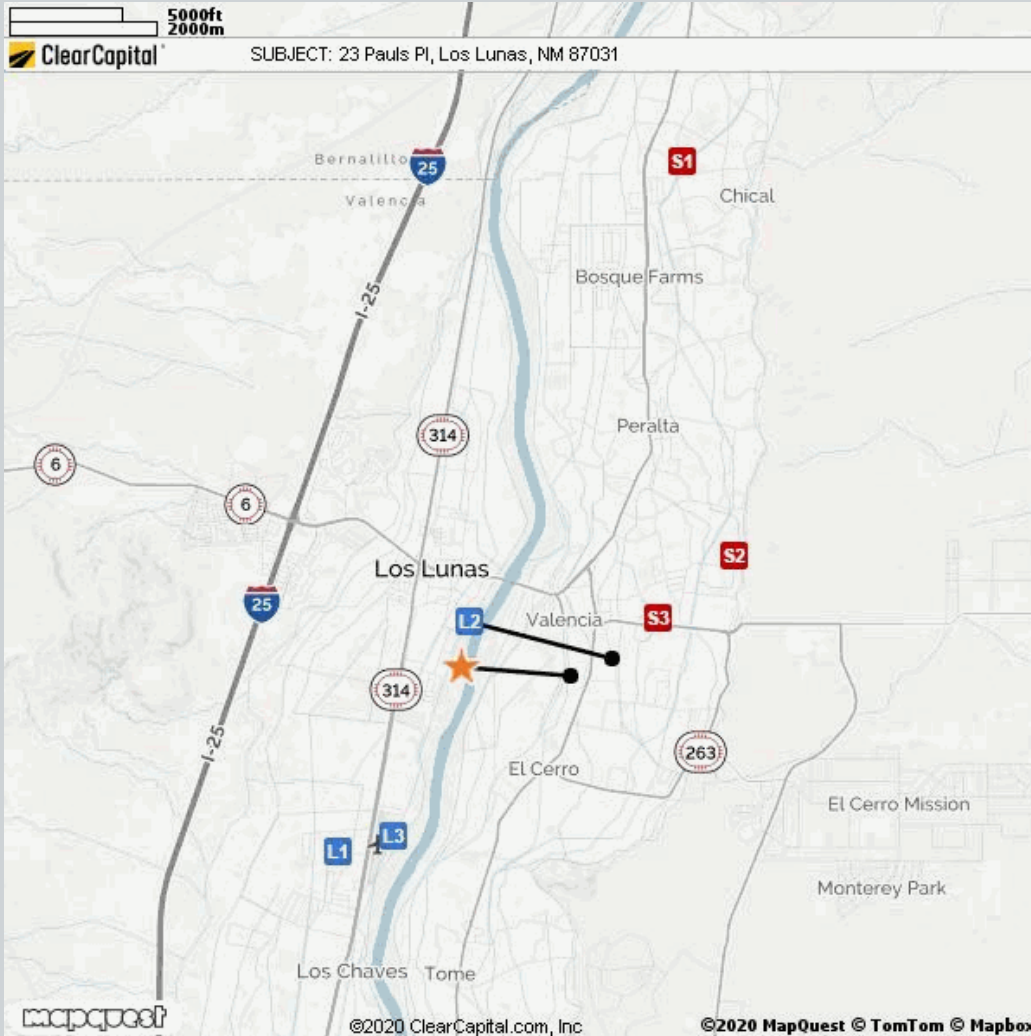 5000ft
2000m
ClearCapital
SUBJECT: 23 Pauls Pl, Los Lunas, NM 87031
S1
Bernalillo
25
Chical
Valencia
Bosque Farms
I-25
Peralta
314
6
6
S2
Los Lunas
25
L2
Valencia
S3
314
I-25
263
El Cerro
El Cerro Mission
L3
L1
Monterey Park
Los Chaves
Tome
mapquest
©2020 ClearCapital.com, Inc
©2020 MapQuest © TomTom © Mapbox